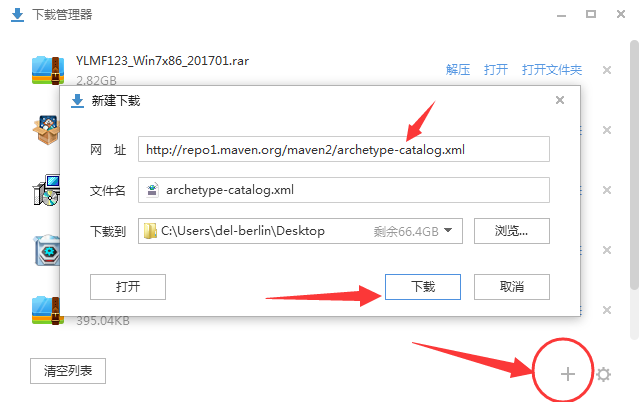 下载管理器
YLMF123_Win7x86_201701.rar
2.82GB
解压 打开 打开文件夹
新建下载
网 址 http://repo1.maven.org/maven2/archetype-catalog.xml
文件名 archetype-catalog.xml
下载到 C:\Users\del-berlin\Desktop 剩余66.4GB 浏览...
打开 下载 取消
395.04KB
清空列表